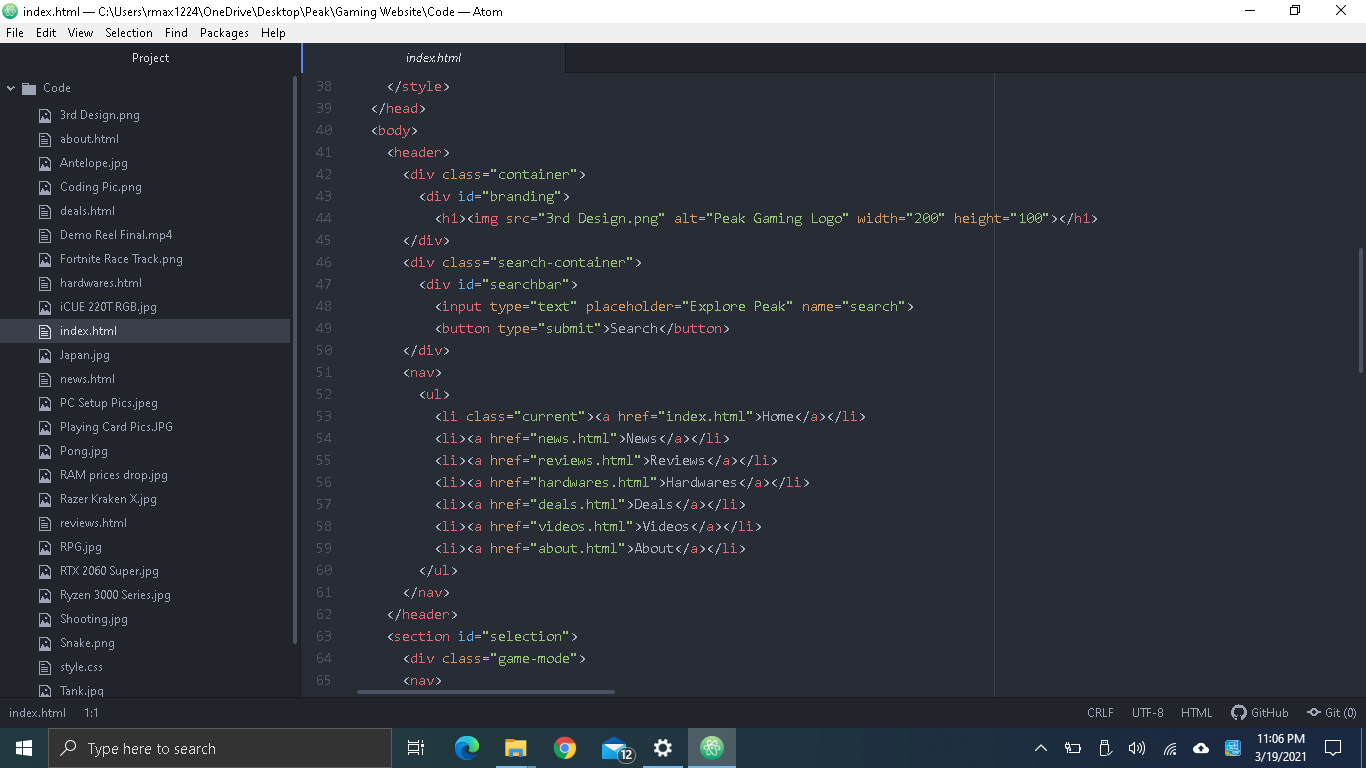 index.html — C:\Users\rmax1224\OneDrive\Desktop\Peak\Gaming Website\Code — Atom
File Edit View Selection Find Packages Help
Project
Code
3rd Design.png
about.html
Antelope.jpg
Coding Pic.png
deals.html
Demo Reel Final.mp4
Fortnite Race Track.png
hardwares.html
iCUE 220T RGB.jpg
index.html
Japan.jpg
news.html
PC Setup Pics.jpeg
Playing Card Pics.JPG
Pong.jpg
RAM prices drop.jpg
Razer Kraken X.jpg
reviews.html
RPG.jpg
RTX 2060 Super.jpg
Ryzen 3000 Series.jpg
Shooting.jpg
Snake.png
style.css
Tank.jpg
index.html
38 </style>
39 </head>
40 <body>
41 <header>
42 <div class="container">
43 <div id="branding">
44 <h1><img src="3rd Design.png" alt="Peak Gaming Logo" width="200" height="100"></h1>
45 </div>
46 <div class="search-container">
47 <div id="searchbar">
48 <input type="text" placeholder="Explore Peak" name="search">
49 <button type="submit">Search</button>
50 </div>
51 <nav>
52 <ul>
53 <li class="current"><a href="index.html">Home</a></li>
54 <li><a href="news.html">News</a></li>
55 <li><a href="reviews.html">Reviews</a></li>
56 <li><a href="hardwares.html">Hardwares</a></li>
57 <li><a href="deals.html">Deals</a></li>
58 <li><a href="videos.html">Videos</a></li>
59 <li><a href="about.html">About</a></li>
60 </ul>
61 </nav>
62 </header>
63 <section id="selection">
64 <div class="game-mode">
65 <nav>
index.html 1:1 CRLF UTF-8 HTML GitHub Git (0)
Type here to search
12
11:06 PM
3/19/2021